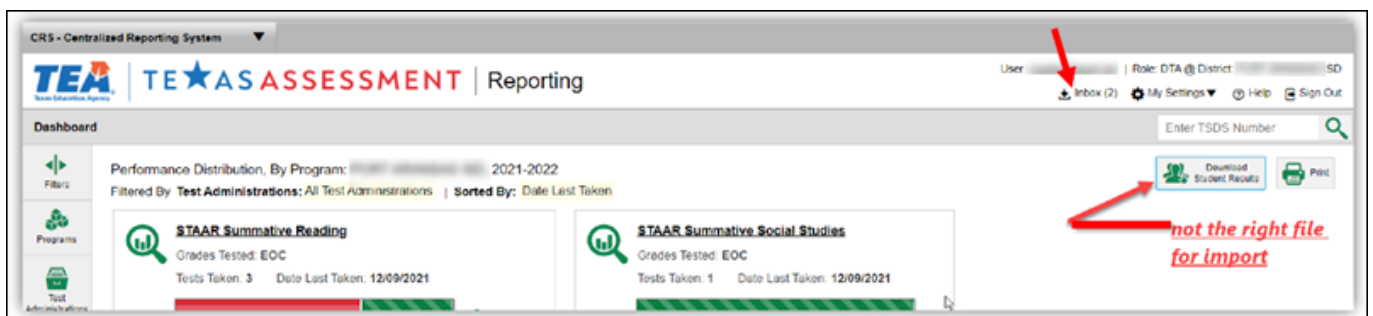 CRS - Centralized Reporting System ▼
TEA
Texas Education Agency
TE★AS ASSESSMENT | Reporting
User | Role: DTA @ District SD
Inbox (2) My Settings ▼ Help Sign Out
Dashboard
Enter TSDS Number
Filters
Performance Distribution, By Program: 2021-2022
Filtered By Test Administrations: All Test Administrations | Sorted By: Date Last Taken
Download Student Results
Print
Programs
STAAR Summative Reading
Grades Tested: EOC
Tests Taken: 3 Date Last Taken: 12/09/2021
STAAR Summative Social Studies
Grades Tested: EOC
Tests Taken: 1 Date Last Taken: 12/09/2021
not the right file
for import
Test
Administrations